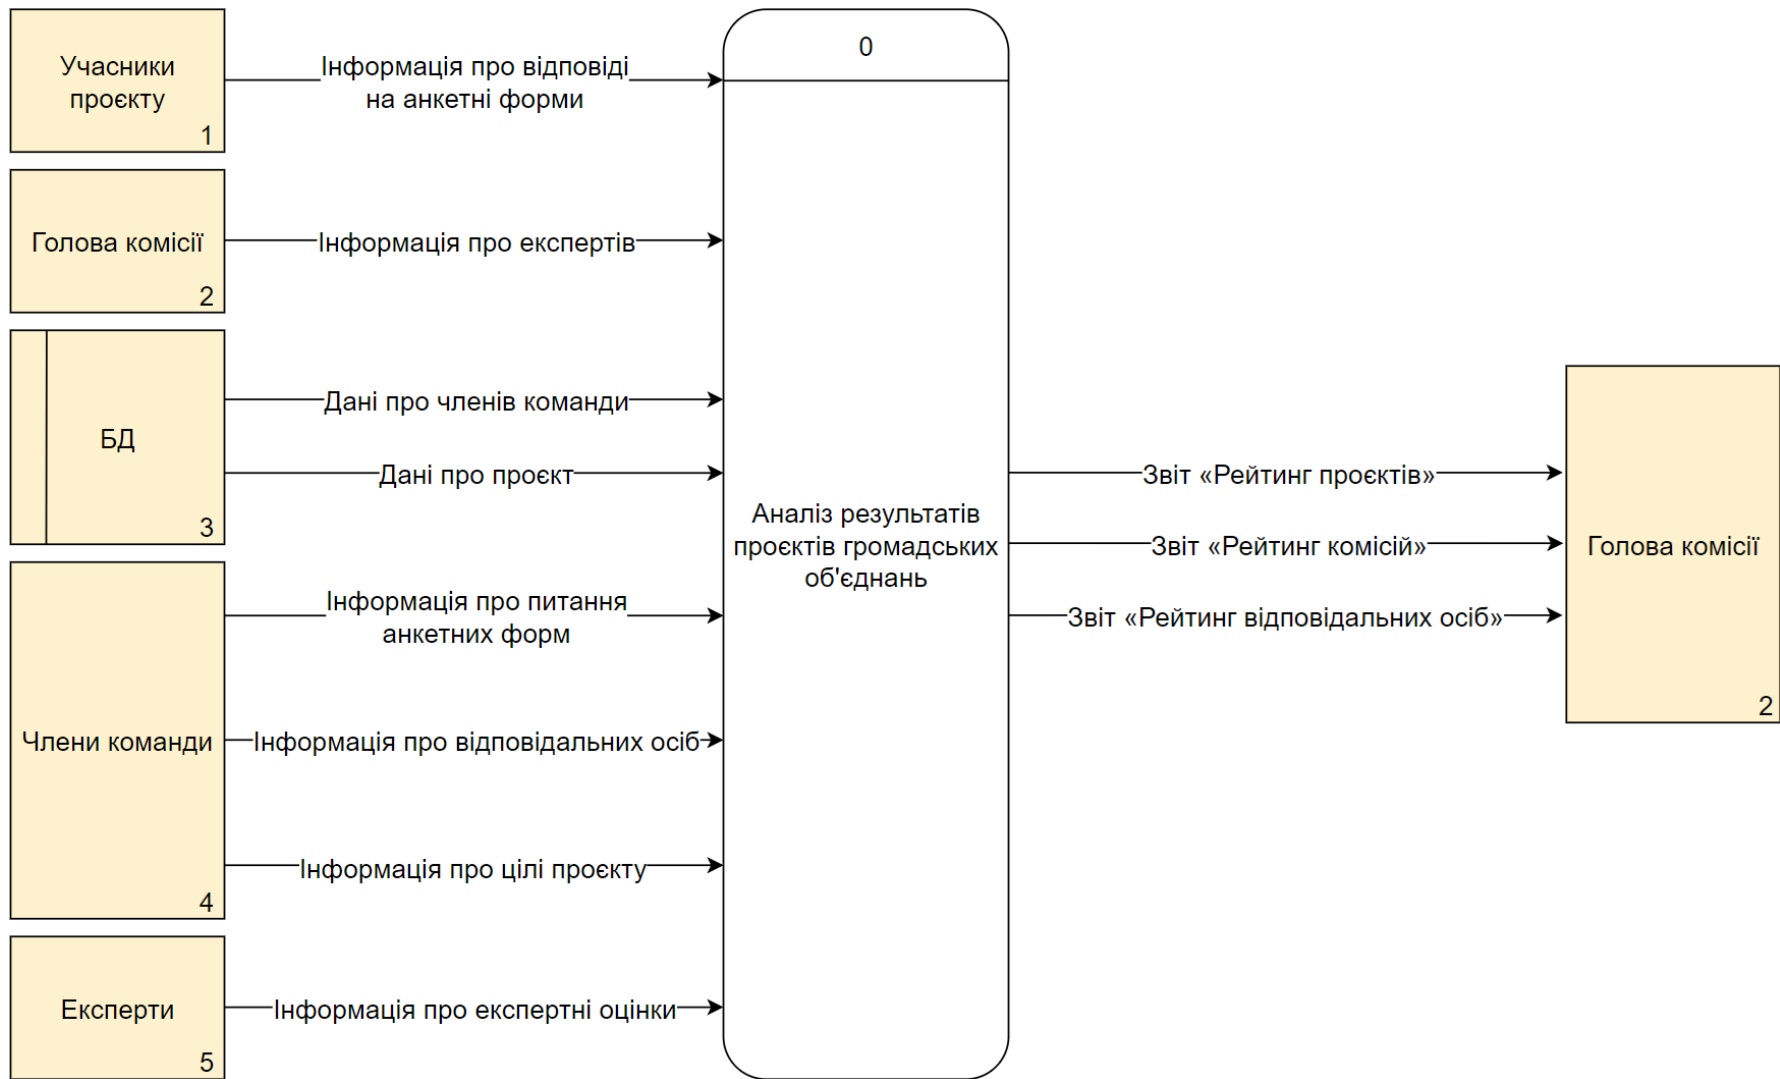 Учасники
проєкту
1
Інформація про відповіді
на анкетні форми
0
Голова комісії
2
Інформація про експертів
БД
3
Дані про членів команди
Дані про проєкт
Аналіз результатів
проєктів громадських
об'єднань
Звіт «Рейтинг проєктів»
Звіт «Рейтинг комісій»
Звіт «Рейтинг відповідальних осіб»
Голова комісії
2
Члени команди
4
Інформація про питання
анкетних форм
Інформація про відповідальних осіб
Інформація про цілі проєкту
Експерти
5
Інформація про експертні оцінки